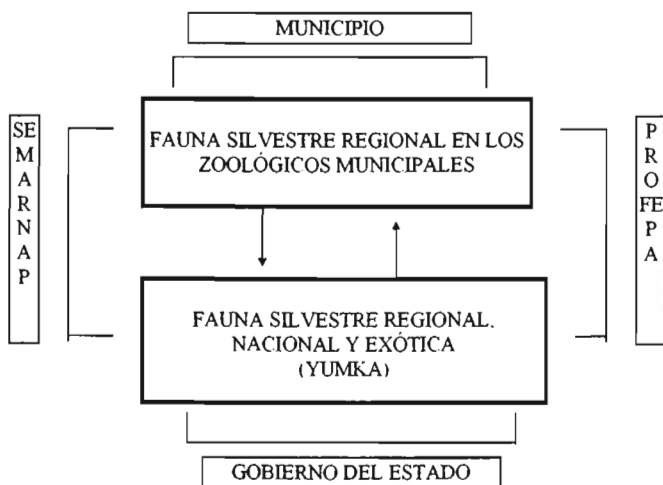 MUNICIPIO
SE
M
A
R
N
A
P
FAUNA SILVESTRE REGIONAL EN LOS
ZOOLÓGICOS MUNICIPALES
P
R
O
FE
P
A
FAUNA SILVESTRE REGIONAL.
NACIONAL Y EXÓTICA
(YUMKA)
GOBIERNO DEL ESTADO